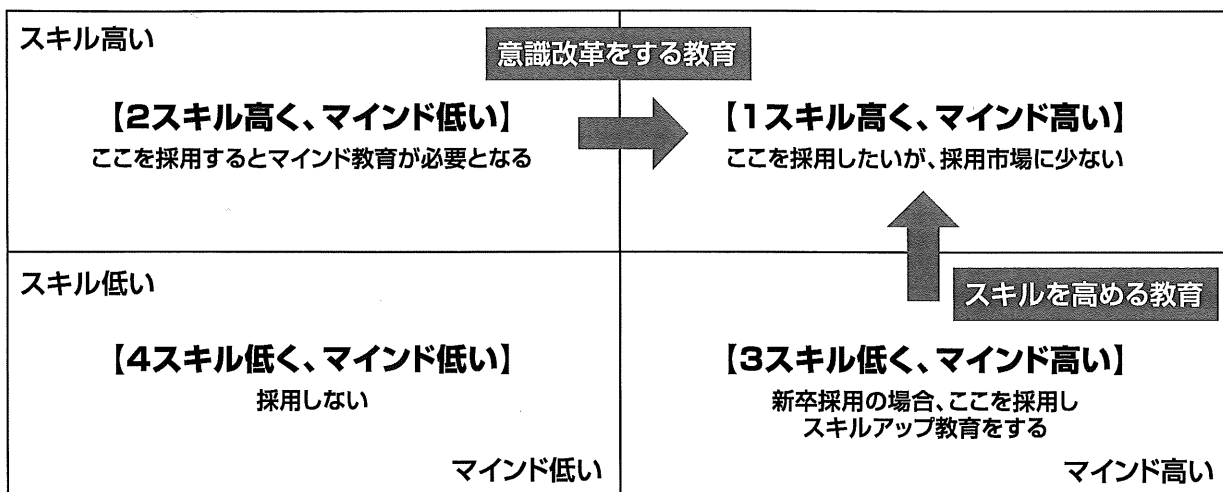 スキル高い
意識改革をする教育
【2スキル高く、マインド低い】
ここを採用するとマインド教育が必要となる
【1スキル高く、マインド高い】
ここを採用したいが、採用市場に少ない
スキル低い
スキルを高める教育
【4スキル低く、マインド低い】
採用しない
【3スキル低く、マインド高い】
新卒採用の場合、ここを採用し
スキルアップ教育をする
マインド低い
マインド高い